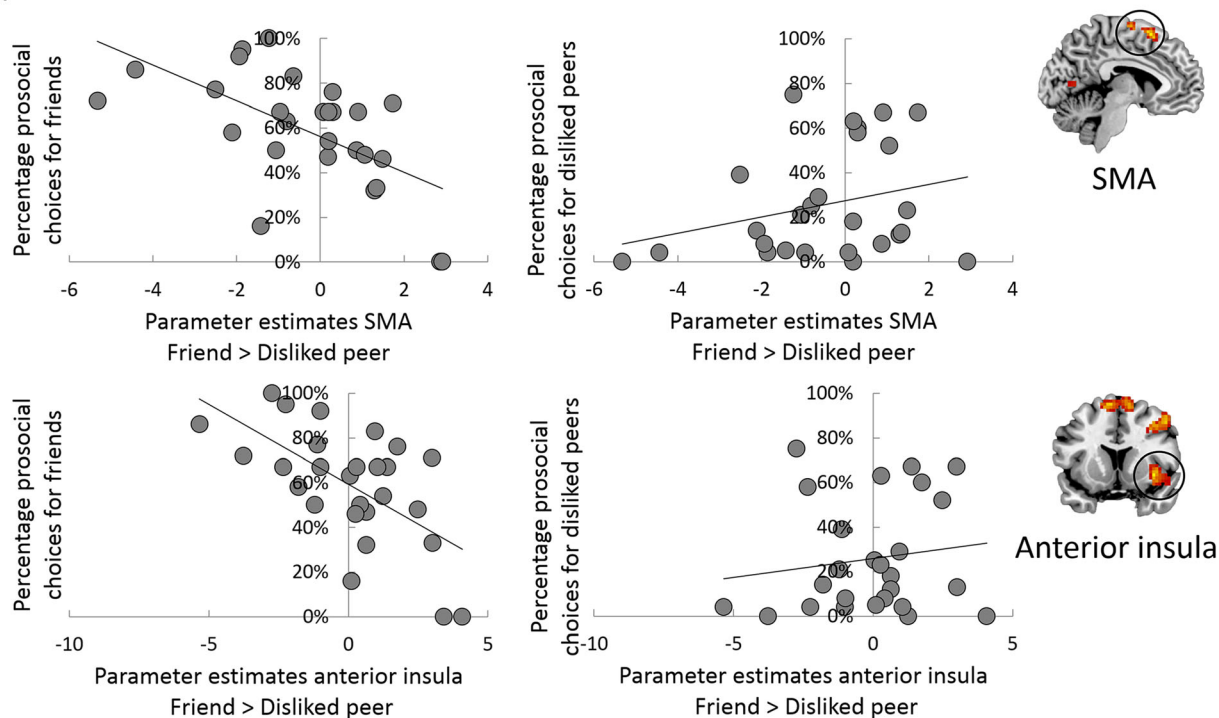 Percentage prosocial
choices for friends
100%
80%
60%
40%
20%
0%
-6
-4
-2
0
2
4
Parameter estimates SMA
Friend > Disliked peer
Percentage prosocial
choices for disliked peers
100%
80%
60%
40%
20%
0%
-6
-4
-2
0
2
4
Parameter estimates SMA
Friend > Disliked peer
SMA
Percentage prosocial
choices for friends
100%
80%
60%
40%
20%
0%
-10
-5
0
5
Parameter estimates anterior insula
Friend > Disliked peer
Percentage prosocial
choices for disliked peers
100%
80%
60%
40%
20%
0%
-10
-5
0
5
Parameter estimates anterior insula
Friend > Disliked peer
Anterior insula